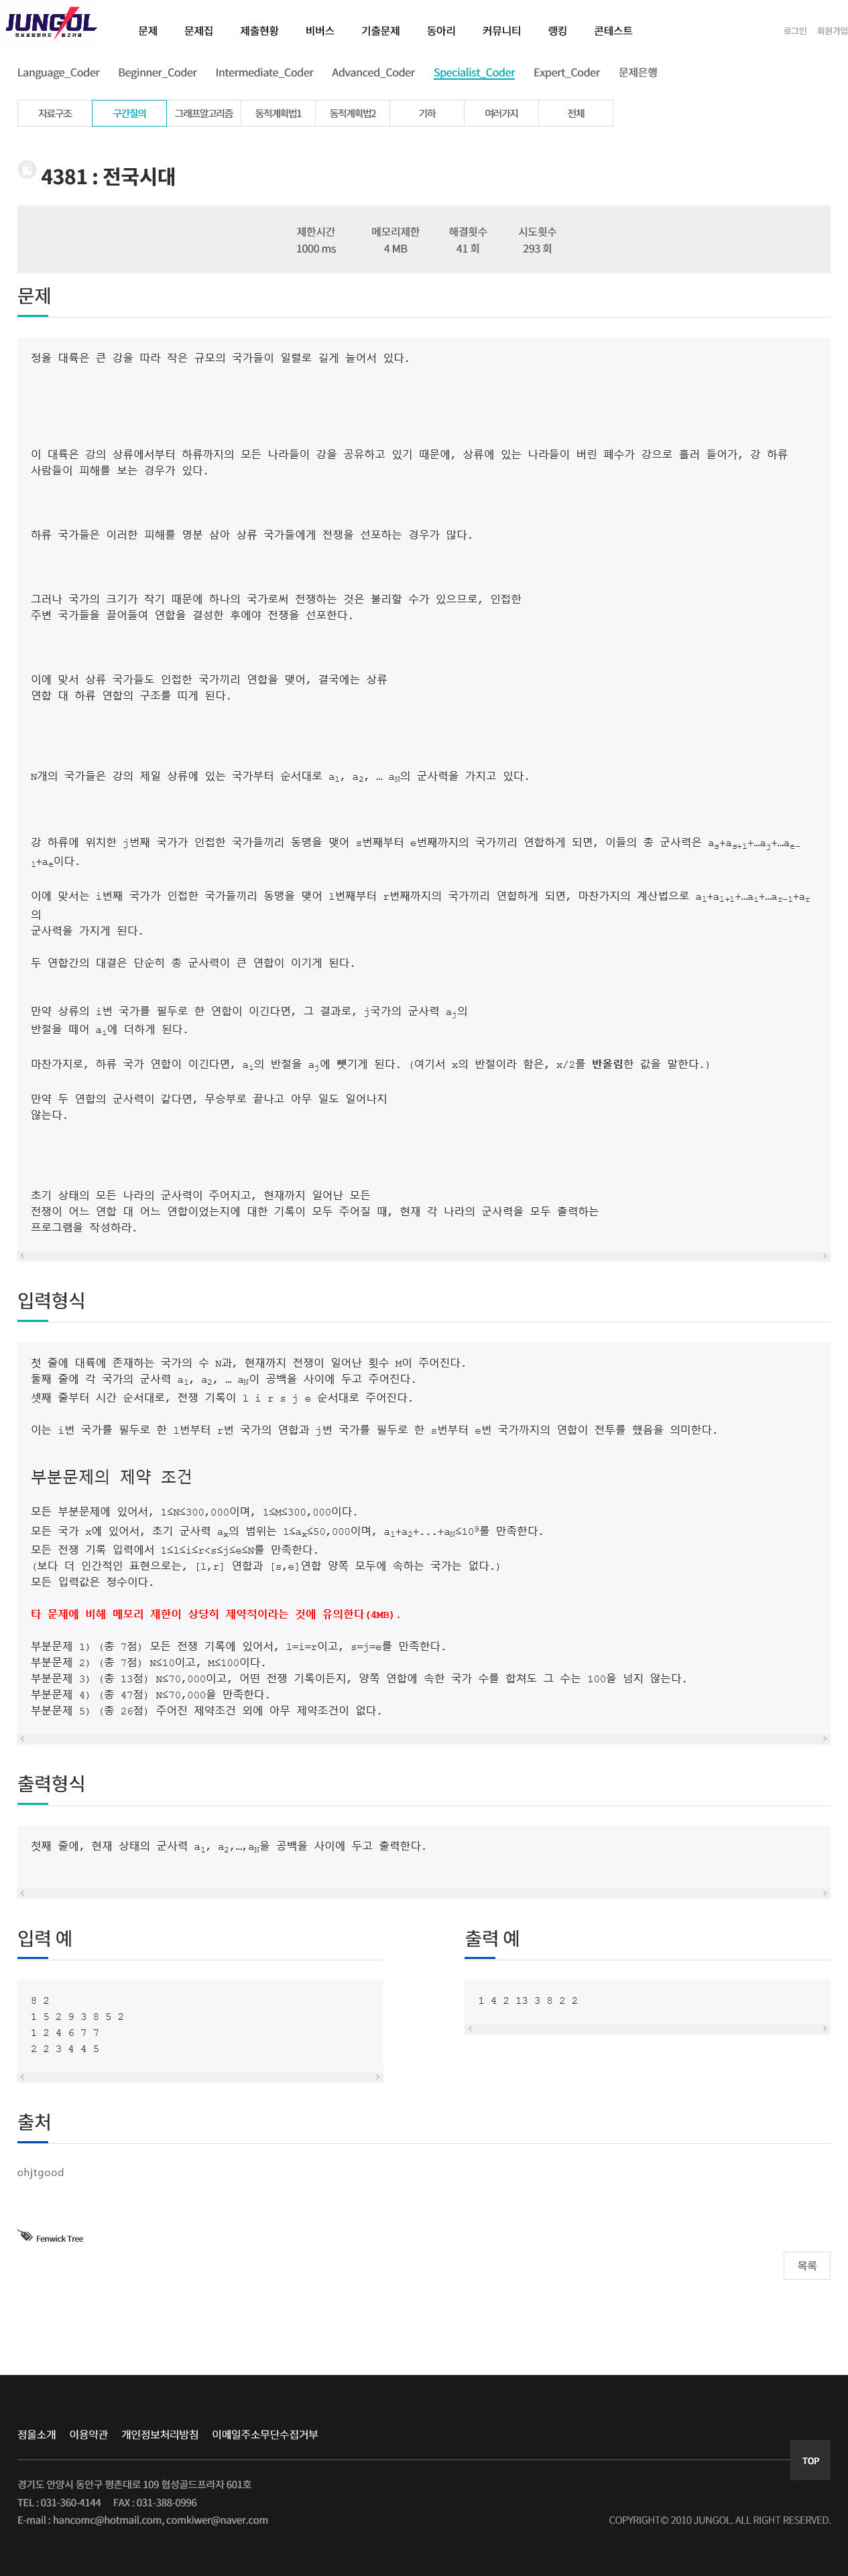 JUNGOL
정보올림피아드 / 알고리즘
문제 문제집 제출현황 비버스 기출문제 동아리 커뮤니티 랭킹 콘테스트
로그인 회원가입
Language_Coder Beginner_Coder Intermediate_Coder Advanced_Coder Specialist_Coder Expert_Coder 문제은행
자료구조 구간질의 그래프알고리즘 동적계획법1 동적계획법2 기하 여러가지 전체
4381 : 전국시대
제한시간 메모리제한 해결횟수 시도횟수
1000 ms 4 MB 41 회 293 회
문제
정올 대륙은 큰 강을 따라 작은 규모의 국가들이 일렬로 길게 늘어서 있다.
이 대륙은 강의 상류에서부터 하류까지의 모든 나라들이 강을 공유하고 있기 때문에, 상류에 있는 나라들이 버린 폐수가 강으로 흘러 들어가, 강 하류
사람들이 피해를 보는 경우가 있다.
하류 국가들은 이러한 피해를 명분 삼아 상류 국가들에게 전쟁을 선포하는 경우가 많다.
그러나 국가의 크기가 작기 때문에 하나의 국가로써 전쟁하는 것은 불리할 수가 있으므로, 인접한
주변 국가들을 끌어들여 연합을 결성한 후에야 전쟁을 선포한다.
이에 맞서 상류 국가들도 인접한 국가끼리 연합을 맺어, 결국에는 상류
연합 대 하류 연합의 구조를 띠게 된다.
N개의 국가들은 강의 제일 상류에 있는 국가부터 순서대로 a1, a2, … aN의 군사력을 가지고 있다.
강 하류에 위치한 j번째 국가가 인접한 국가들끼리 동맹을 맺어 s번째부터 e번째까지의 국가끼리 연합하게 되면, 이들의 총 군사력은 as+as+1+…aj+…ae-
1+ae이다.
이에 맞서는 i번째 국가가 인접한 국가들끼리 동맹을 맺어 l번째부터 r번째까지의 국가끼리 연합하게 되면, 마찬가지의 계산법으로 al+al+1+…ai+…ar-1+ar
의
군사력을 가지게 된다.
두 연합간의 대결은 단순히 총 군사력이 큰 연합이 이기게 된다.
만약 상류의 i번 국가를 필두로 한 연합이 이긴다면, 그 결과로, j국가의 군사력 aj의
반절을 떼어 ai에 더하게 된다.
마찬가지로, 하류 국가 연합이 이긴다면, ai의 반절을 aj에 뺏기게 된다. (여기서 x의 반절이라 함은, x/2를 반올림한 값을 말한다.)
만약 두 연합의 군사력이 같다면, 무승부로 끝나고 아무 일도 일어나지
않는다.
초기 상태의 모든 나라의 군사력이 주어지고, 현재까지 일어난 모든
전쟁이 어느 연합 대 어느 연합이었는지에 대한 기록이 모두 주어질 때, 현재 각 나라의 군사력을 모두 출력하는
프로그램을 작성하라.
입력형식
첫 줄에 대륙에 존재하는 국가의 수 N과, 현재까지 전쟁이 일어난 횟수 M이 주어진다.
둘째 줄에 각 국가의 군사력 a1, a2, … aN이 공백을 사이에 두고 주어진다.
셋째 줄부터 시간 순서대로, 전쟁 기록이 l i r s j e 순서대로 주어진다.
이는 i번 국가를 필두로 한 l번부터 r번 국가의 연합과 j번 국가를 필두로 한 s번부터 e번 국가까지의 연합이 전투를 했음을 의미한다.
부분문제의 제약 조건
모든 부분문제에 있어서, 1≤N≤300,000이며, 1≤M≤300,000이다.
모든 국가 x에 있어서, 초기 군사력 ax의 범위는 1≤ax≤50,000이며, a1+a2+...+aN≤10⁹를 만족한다.
모든 전쟁 기록 입력에서 1≤l≤i≤r<s≤j≤e≤N를 만족한다.
(보다 더 인간적인 표현으로는, [l,r] 연합과 [s,e]연합 양쪽 모두에 속하는 국가는 없다.)
모든 입력값은 정수이다.
타 문제에 비해 메모리 제한이 상당히 제약적이라는 것에 유의한다(4MB).
부분문제 1) (총 7점) 모든 전쟁 기록에 있어서, l=i=r이고, s=j=e를 만족한다.
부분문제 2) (총 7점) N≤10이고, M≤100이다.
부분문제 3) (총 13점) N≤70,000이고, 어떤 전쟁 기록이든지, 양쪽 연합에 속한 국가 수를 합쳐도 그 수는 100을 넘지 않는다.
부분문제 4) (총 47점) N≤70,000을 만족한다.
부분문제 5) (총 26점) 주어진 제약조건 외에 아무 제약조건이 없다.
출력형식
첫째 줄에, 현재 상태의 군사력 a1, a2,…,aN을 공백을 사이에 두고 출력한다.
입력 예
8 2
1 5 2 9 3 8 5 2
1 2 4 6 7 7
2 2 3 4 4 5
출력 예
1 4 2 13 3 8 2 2
출처
ohjtgood
Fenwick Tree
목록
정올소개 이용약관 개인정보처리방침 이메일주소무단수집거부
TOP
경기도 안양시 동안구 평촌대로 109 협성골드프라자 601호
TEL : 031-360-4144 FAX : 031-388-0996
E-mail : hancomc@hotmail.com, comkiwer@naver.com
COPYRIGHT© 2010 JUNGOL. ALL RIGHT RESERVED.